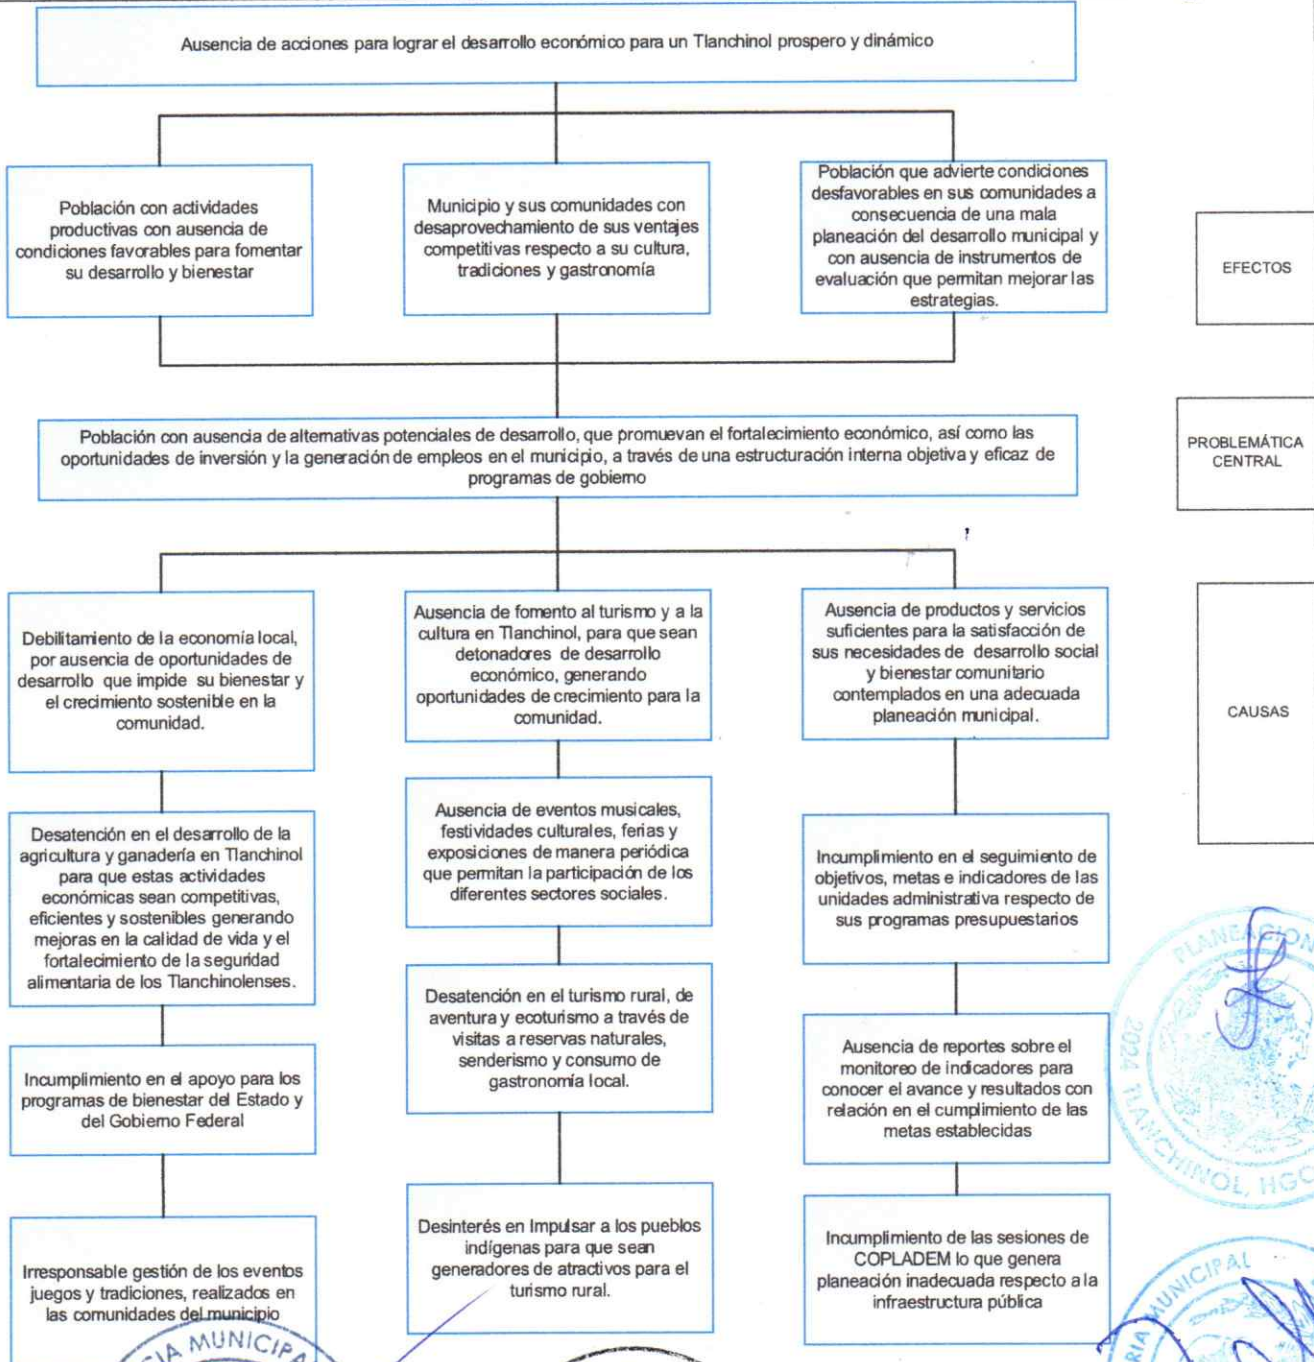 Ausencia de acciones para lograr el desarrollo económico para un Tlanchinol prospero y dinámico
Población con actividades
productivas con ausencia de
condiciones favorables para fomentar
su desarrollo y bienestar
Municipio y sus comunidades con
desaprovechamiento de sus ventajes
competitivas respecto a su cultura,
tradiciones y gastronomía
Población que advierte condiciones
desfavorables en sus comunidades a
consecuencia de una mala
planeación del desarrollo municipal y
con ausencia de instrumentos de
evaluación que permitan mejorar las
estrategias.
EFECTOS
Población con ausencia de alternativas potenciales de desarrollo, que promuevan el fortalecimiento económico, así como las
oportunidades de inversión y la generación de empleos en el municipio, a través de una estructuración interna objetiva y eficaz de
programas de gobierno
PROBLEMÁTICA
CENTRAL
Debilitamiento de la economía local,
por ausencia de oportunidades de
desarrollo que impide su bienestar y
el crecimiento sostenible en la
comunidad.
Desatención en el desarrollo de la
agricultura y ganadería en Tlanchinol
para que estas actividades
económicas sean competitivas,
eficientes y sostenibles generando
mejoras en la calidad de vida y el
fortalecimiento de la seguridad
alimentaria de los Tlanchinolenses.
Incumplimiento en el apoyo para los
programas de bienestar del Estado y
del Gobierno Federal
Irresponsable gestión de los eventos
juegos y tradiciones, realizados en
las comunidades del municipio
Ausencia de fomento al turismo y a la
cultura en Tlanchinol, para que sean
detonadores de desarrollo
económico, generando
oportunidades de crecimiento para la
comunidad.
Ausencia de eventos musicales,
festividades culturales, ferias y
exposiciones de manera periódica
que permitan la participación de los
diferentes sectores sociales.
Desatención en el turismo rural, de
aventura y ecoturismo a través de
visitas a reservas naturales,
senderismo y consumo de
gastronomía local.
Desinterés en Impulsar a los pueblos
indígenas para que sean
generadores de atractivos para el
turismo rural.
Ausencia de productos y servicios
suficientes para la satisfacción de
sus necesidades de desarrollo social
y bienestar comunitario
contemplados en una adecuada
planeación municipal.
Incumplimiento en el seguimiento de
objetivos, metas e indicadores de las
unidades administrativa respecto de
sus programas presupuestarios
Ausencia de reportes sobre el
monitoreo de indicadores para
conocer el avance y resultados con
relación en el cumplimiento de las
metas establecidas
Incumplimiento de las sesiones de
COPLADEM lo que genera
planeación inadecuada respecto a la
infraestructura pública
CAUSAS
PLANEACION
2024 TLANCHINOL, HGO
MUNICIPAL
MUNICIPA